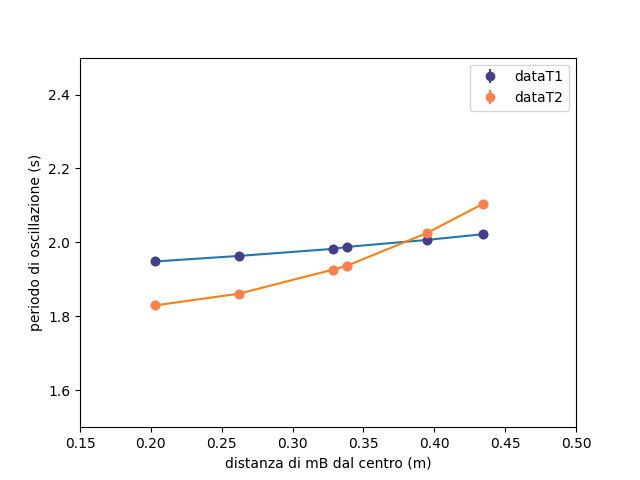 dataT1
dataT2
2.4
2.2
2.0
1.8
1.6
periodo di oscillazione (s)
0.15 0.20 0.25 0.30 0.35 0.40 0.45 0.50
distanza di mB dal centro (m)